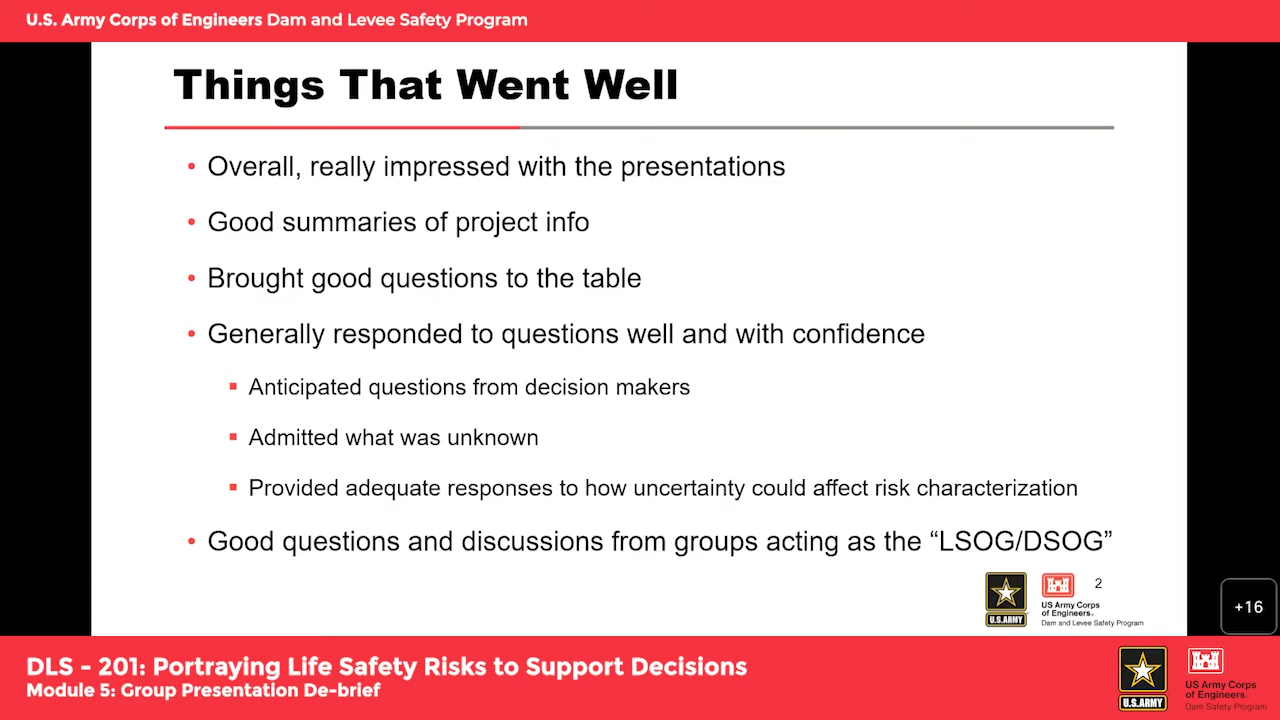 U.S. Army Corps of Engineers Dam and Levee Safety Program
Things That Went Well
• Overall, really impressed with the presentations
• Good summaries of project info
• Brought good questions to the table
• Generally responded to questions well and with confidence
▪ Anticipated questions from decision makers
▪ Admitted what was unknown
▪ Provided adequate responses to how uncertainty could affect risk characterization
• Good questions and discussions from groups acting as the “LSOG/DSOG”
2
U.S. ARMY
US Army Corps
of Engineers®
Dam and Levee Safety Program
+16
DLS - 201: Portraying Life Safety Risks to Support Decisions
Module 5: Group Presentation De-brief
U.S. ARMY
US Army Corps
of Engineers®
Dam Safety Program